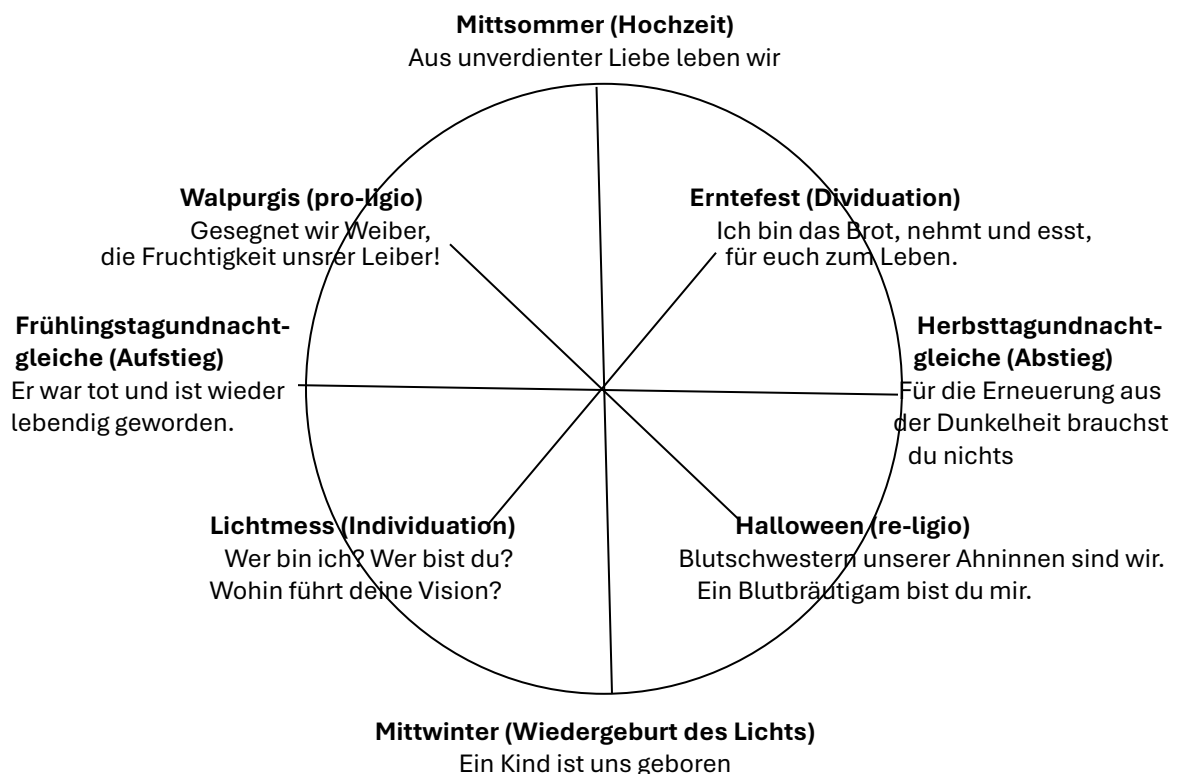 Mittsommer (Hochzeit)
Aus unverdienter Liebe leben wir
Walpurgis (pro-ligio)
Gesegnet wir Weiber,
die Fruchtigkeit unsrer Leiber!
Erntefest (Dividuation)
Ich bin das Brot, nehmt und esst,
für euch zum Leben.
Frühlingstagundnacht-
gleiche (Aufstieg)
Er war tot und ist wieder
lebendig geworden.
Herbsttagundnacht-
gleiche (Abstieg)
Für die Erneuerung aus
der Dunkelheit brauchst
du nichts
Lichtmess (Individuation)
Wer bin ich? Wer bist du?
Wohin führt deine Vision?
Halloween (re-ligio)
Blutschwestern unserer Ahninnen sind wir.
Ein Blutbräutigam bist du mir.
Mittwinter (Wiedergeburt des Lichts)
Ein Kind ist uns geboren